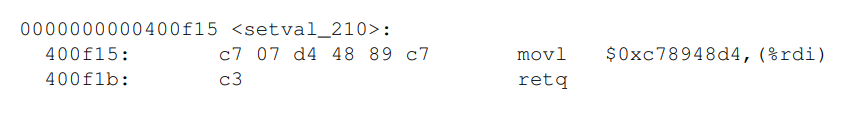 0000000000400f15 <setval_210>:
400f15: c7 07 d4 48 89 c7 movl $0xc78948d4,(%rdi)
400f1b: c3 retq